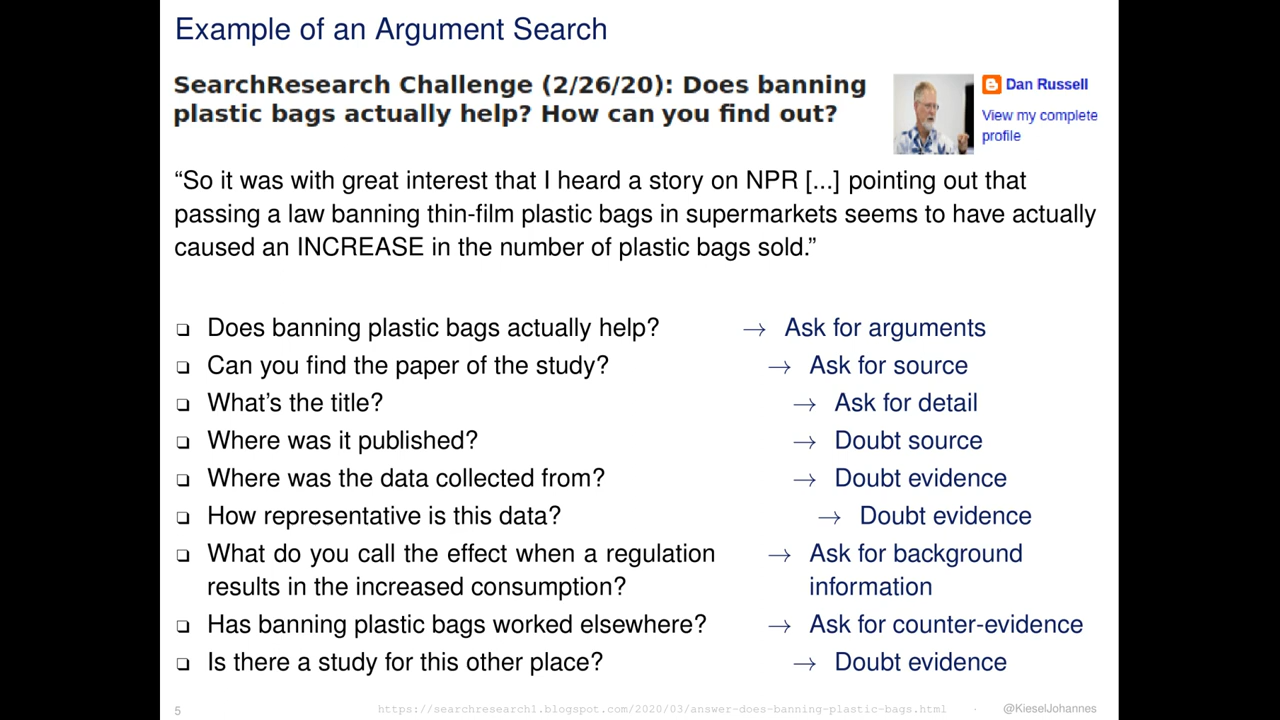 Example of an Argument Search
SearchResearch Challenge (2/26/20): Does banning
plastic bags actually help? How can you find out?
Dan Russell
View my complete
profile
“So it was with great interest that I heard a story on NPR [...] pointing out that
passing a law banning thin-film plastic bags in supermarkets seems to have actually
caused an INCREASE in the number of plastic bags sold.”
❑ Does banning plastic bags actually help? → Ask for arguments
❑ Can you find the paper of the study? → Ask for source
❑ What’s the title? → Ask for detail
❑ Where was it published? → Doubt source
❑ Where was the data collected from? → Doubt evidence
❑ How representative is this data? → Doubt evidence
❑ What do you call the effect when a regulation → Ask for background
results in the increased consumption? information
❑ Has banning plastic bags worked elsewhere? → Ask for counter-evidence
❑ Is there a study for this other place? → Doubt evidence
5 https://searchresearch1.blogspot.com/2020/03/answer-does-banning-plastic-bags.html · @KieselJohannes